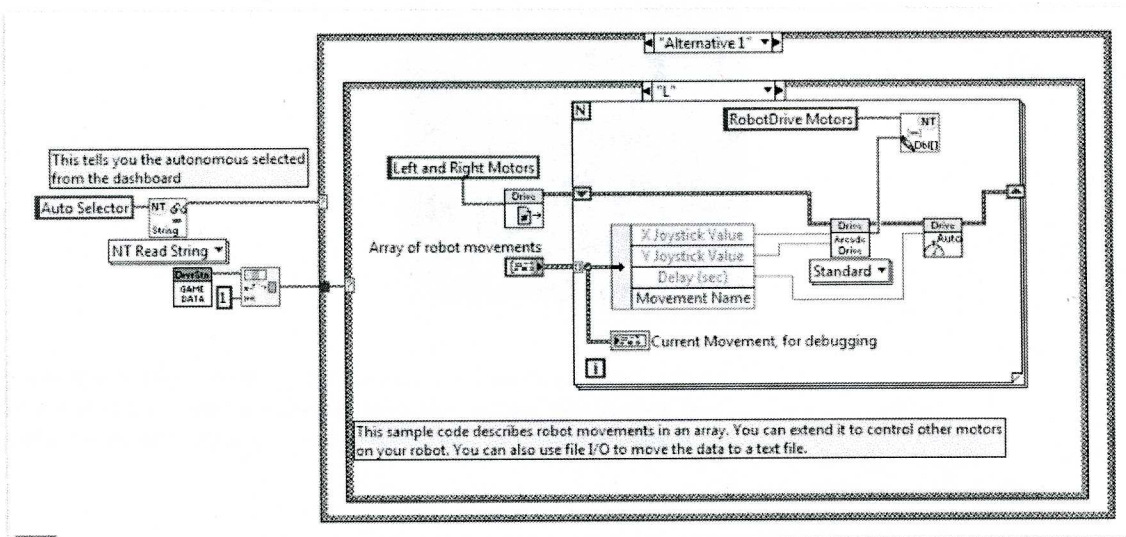 "Alternative 1"
"L"
N
RobotDrive Motors
NT
Dbl[]
This tells you the autonomous selected
from the dashboard
Left and Right Motors
Auto Selector
NT
String
Drive
NT Read String
Array of robot movements
X Joystick Value
Y Joystick Value
Delay (sec)
Movement Name
Drive
Arcade
Drive
Drive
Auto
Standard
DrvrStn
GAME
DATA
1
Current Movement, for debugging
i
This sample code describes robot movements in an array. You can extend it to control other motors
on your robot. You can also use file I/O to move the data to a text file.